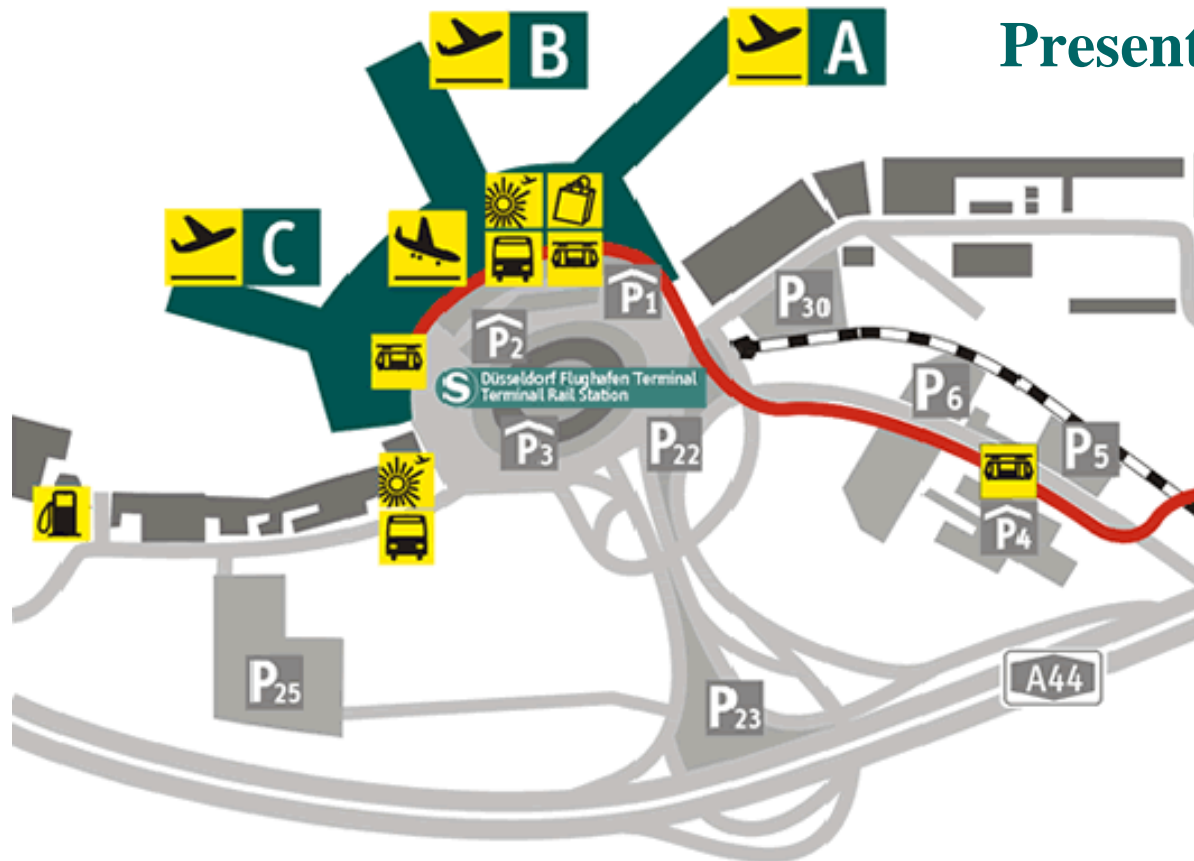 Present
B
A
C
P1
P30
P2
S Düsseldorf Flughafen Terminal
Terminal Rail Station
P6
P3
P22
P5
P4
P25
P23
A44